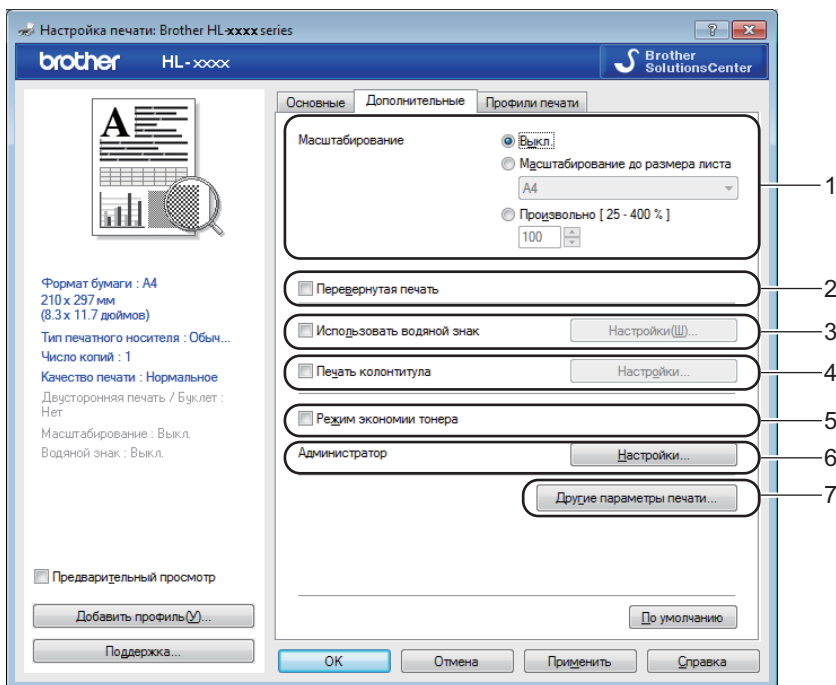 Настройка печати: Brother HL-xxxx series
brother HL-xxxx
Brother
SolutionsCenter
Формат бумаги : A4
210 x 297 мм
(8.3 x 11.7 дюймов)
Тип печатного носителя : Обыч...
Число копий : 1
Качество печати : Нормальное
Двусторонняя печать / Буклет :
Нет
Масштабирование : Выкл.
Водяной знак : Выкл.
Предварительный просмотр
Добавить профиль(У)...
Поддержка...
Основные Дополнительные Профили печати
Масштабирование Выкл.
Масштабирование до размера листа
A4
Произвольно [ 25 - 400 % ]
100
1
Перевернутая печать 2
Использовать водяной знак Настройки(Ш)... 3
Печать колонтитула Настройки... 4
Режим экономии тонера 5
Администратор Настройки... 6
Другие параметры печати... 7
По умолчанию
OK Отмена Применить Справка